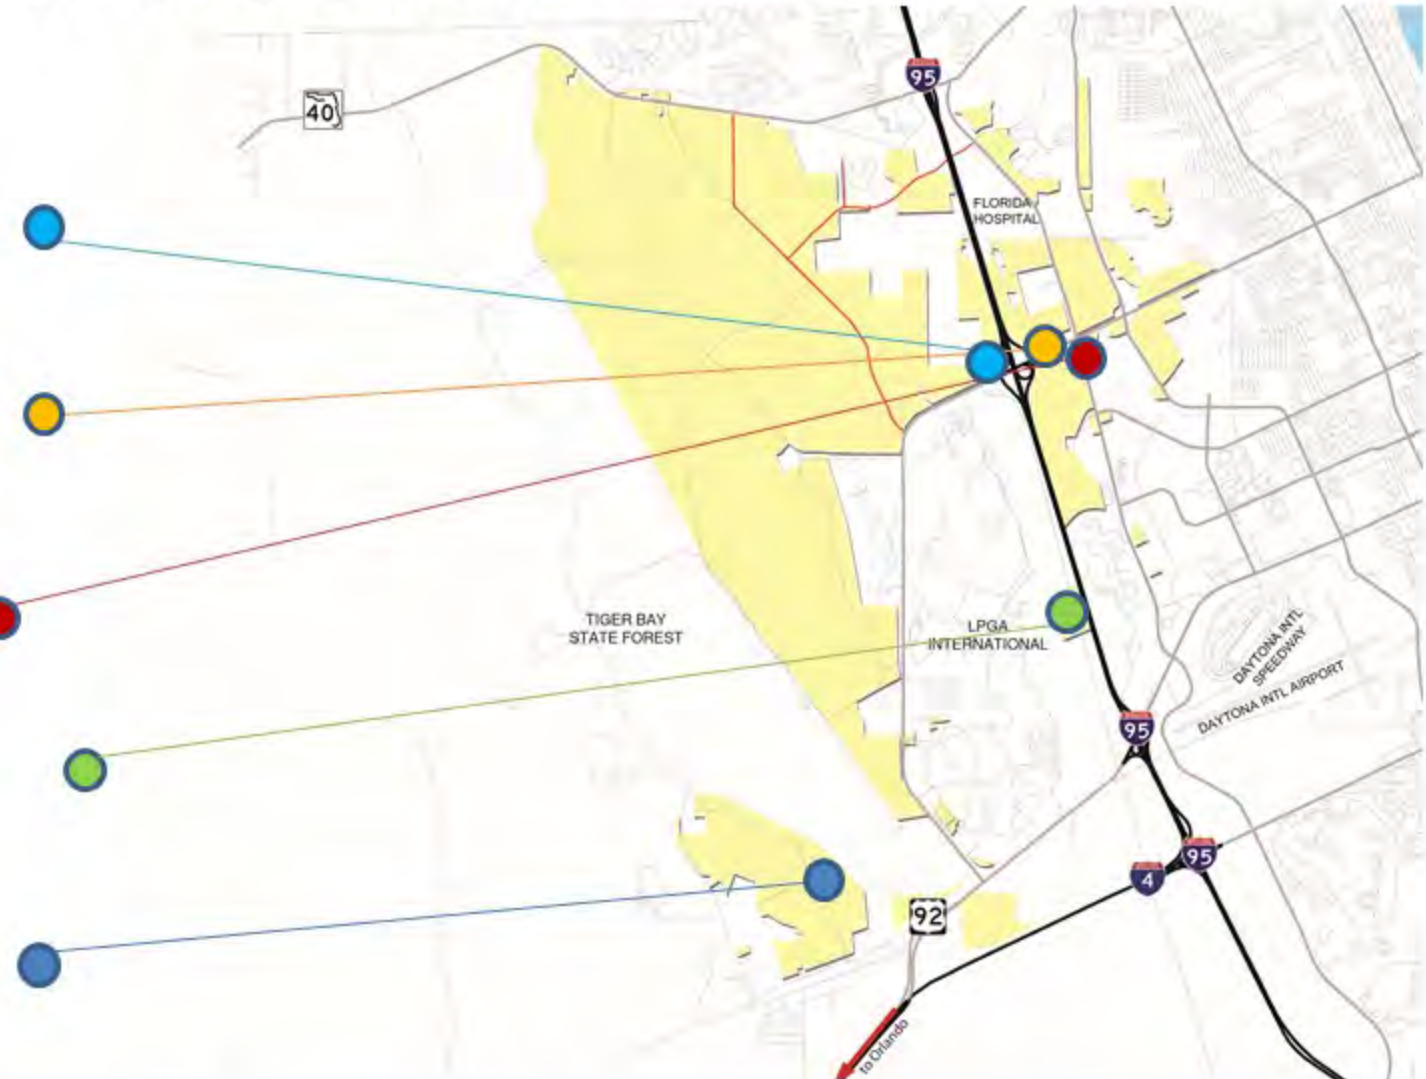 95
40
FLORIDA
HOSPITAL
TIGER BAY
STATE FOREST
LPGA
INTERNATIONAL
DAYTONA INTL
SPEEDWAY
DAYTONA INTL AIRPORT
95
95
4
92
to Orlando